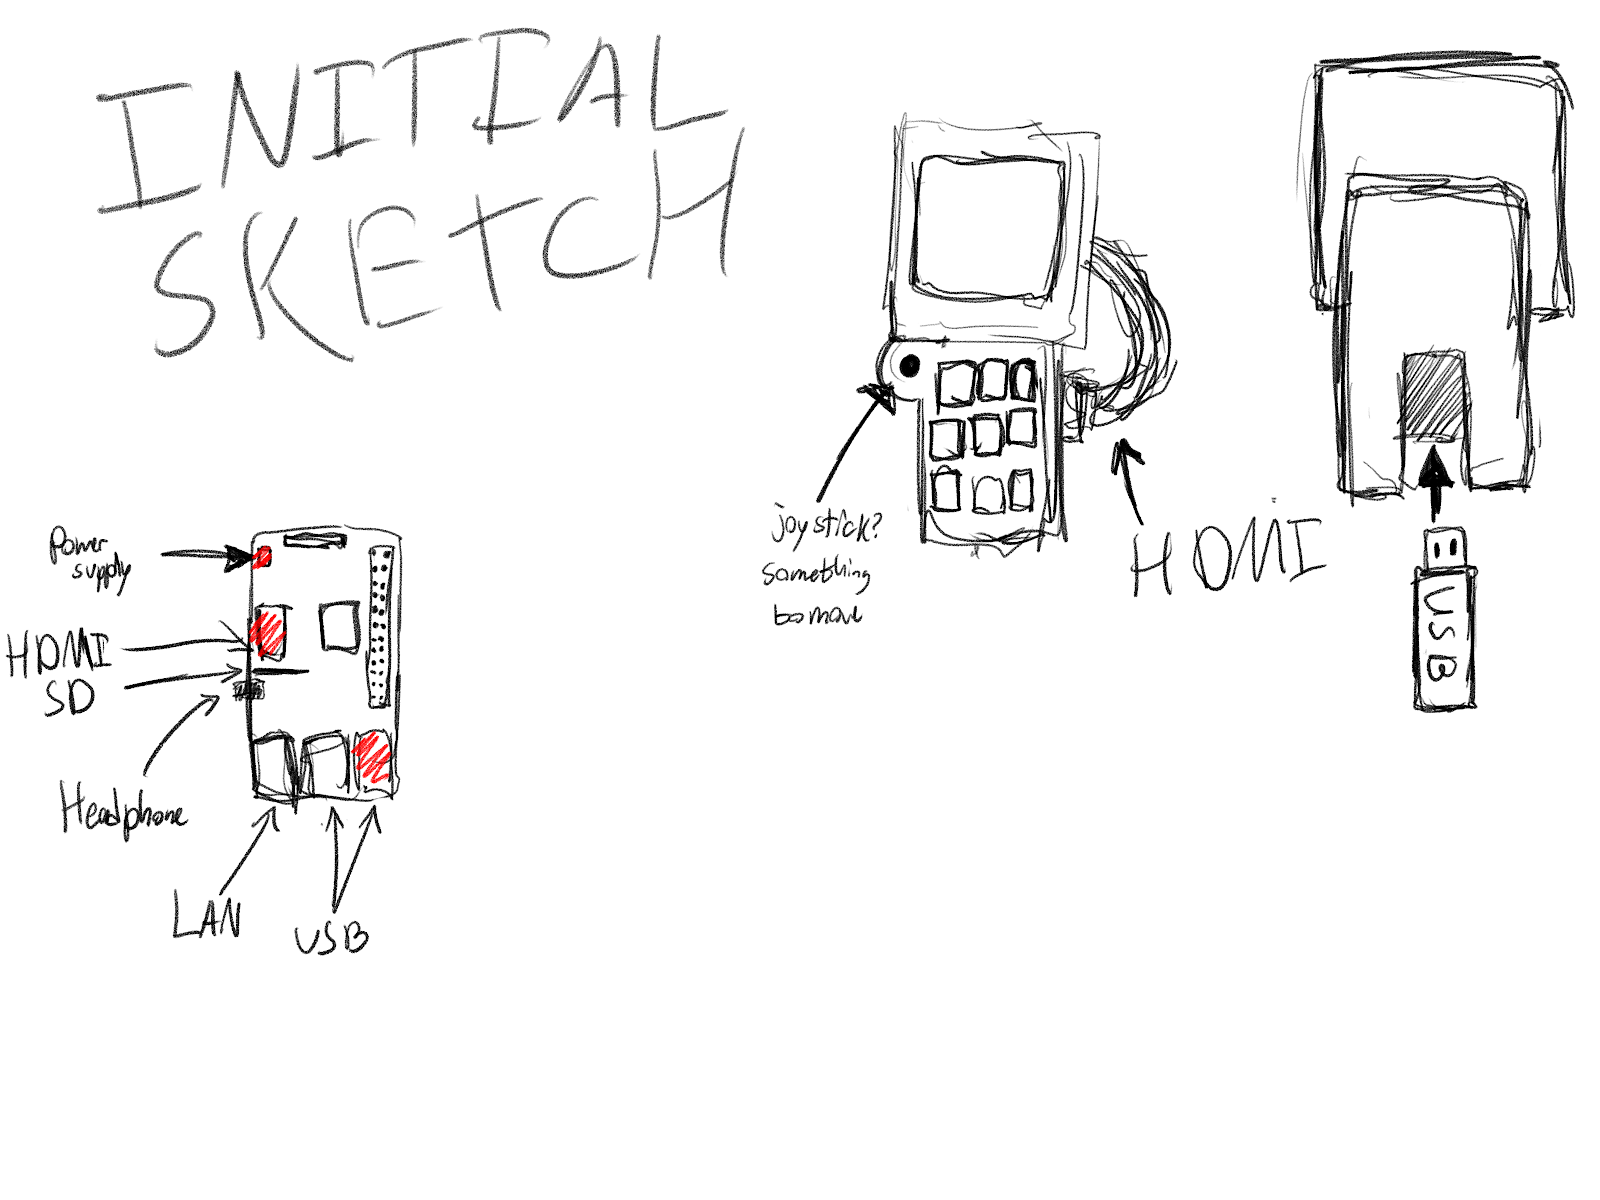 INITIAL
SKETCH
Power
supply
HDMI
SD
Headphone
LAN
USB
joystick?
something
to move
HDMI
USB